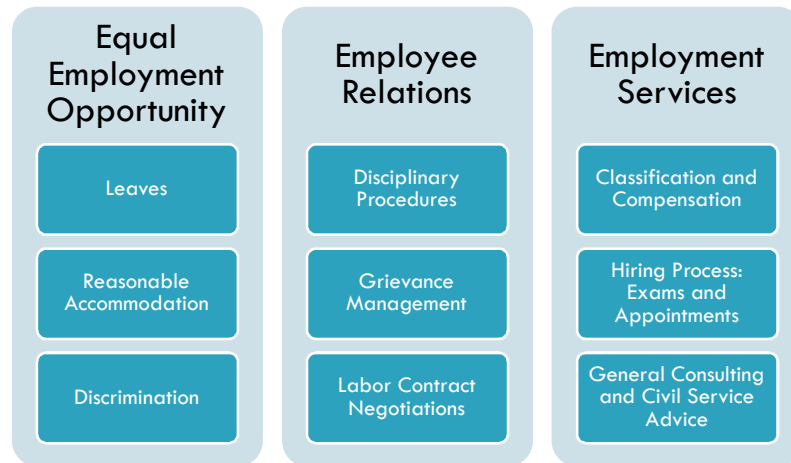 Equal
Employment
Opportunity
Leaves
Reasonable
Accommodation
Discrimination
Employee
Relations
Disciplinary
Procedures
Grievance
Management
Labor Contract
Negotiations
Employment
Services
Classification and
Compensation
Hiring Process:
Exams and
Appointments
General Consulting
and Civil Service
Advice